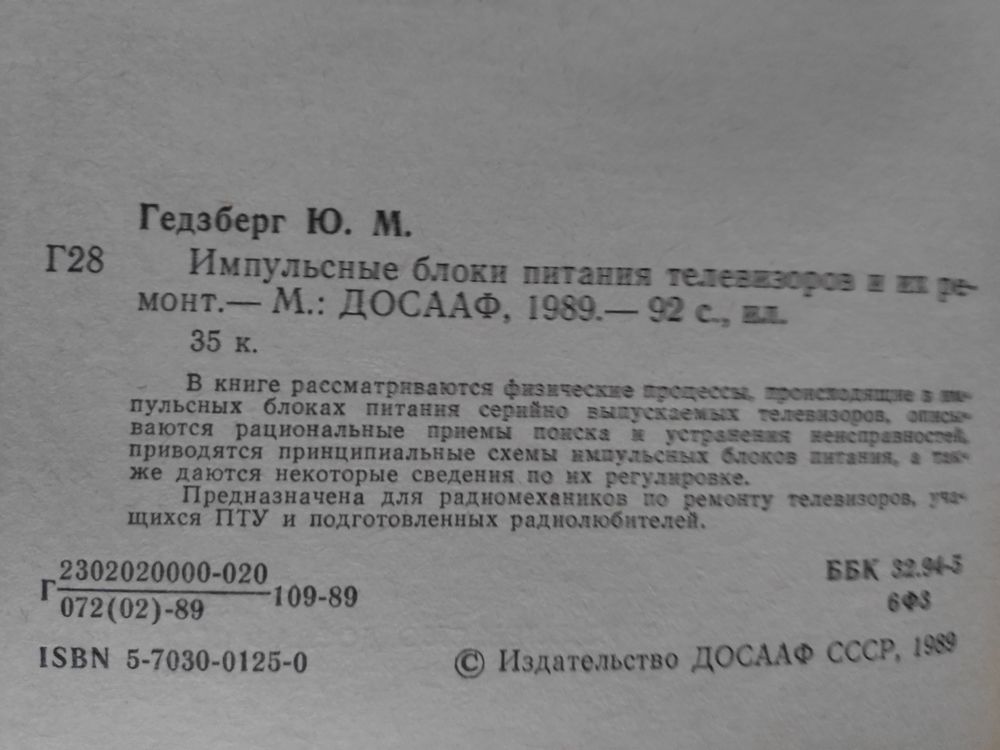 Гедзберг Ю. М.
Г28 Импульсные блоки питания телевизоров и их ре-
монт.— М.: ДОСААФ, 1989.— 92 с., ил.
35 к.
В книге рассматриваются физические процессы, происходящие в им-
пульсных блоках питания серийно выпускаемых телевизоров, описы-
ваются рациональные приемы поиска и устранения неисправностей,
приводятся принципиальные схемы импульсных блоков питания, а так-
же даются некоторые сведения по их регулировке.
Предназначена для радиомехаников по ремонту телевизоров, уча-
щихся ПТУ и подготовленных радиолюбителей.
2302020000-020
Г 109-89
072(02)-89
ББК 32.94-5
6Ф3
ISBN 5-7030-0125-0
© Издательство ДОСААФ СССР, 1989